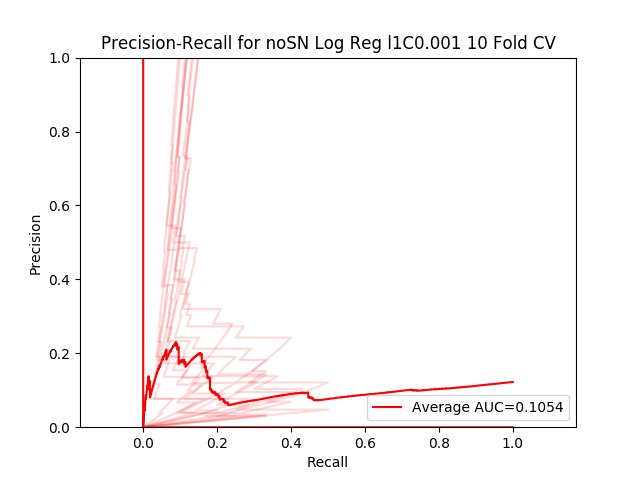 Precision-Recall for noSN Log Reg l1C0.001 10 Fold CV
1.0
0.8
0.6
0.4
0.2
0.0
Precision
0.0 0.2 0.4 0.6 0.8 1.0
Recall
Average AUC=0.1054